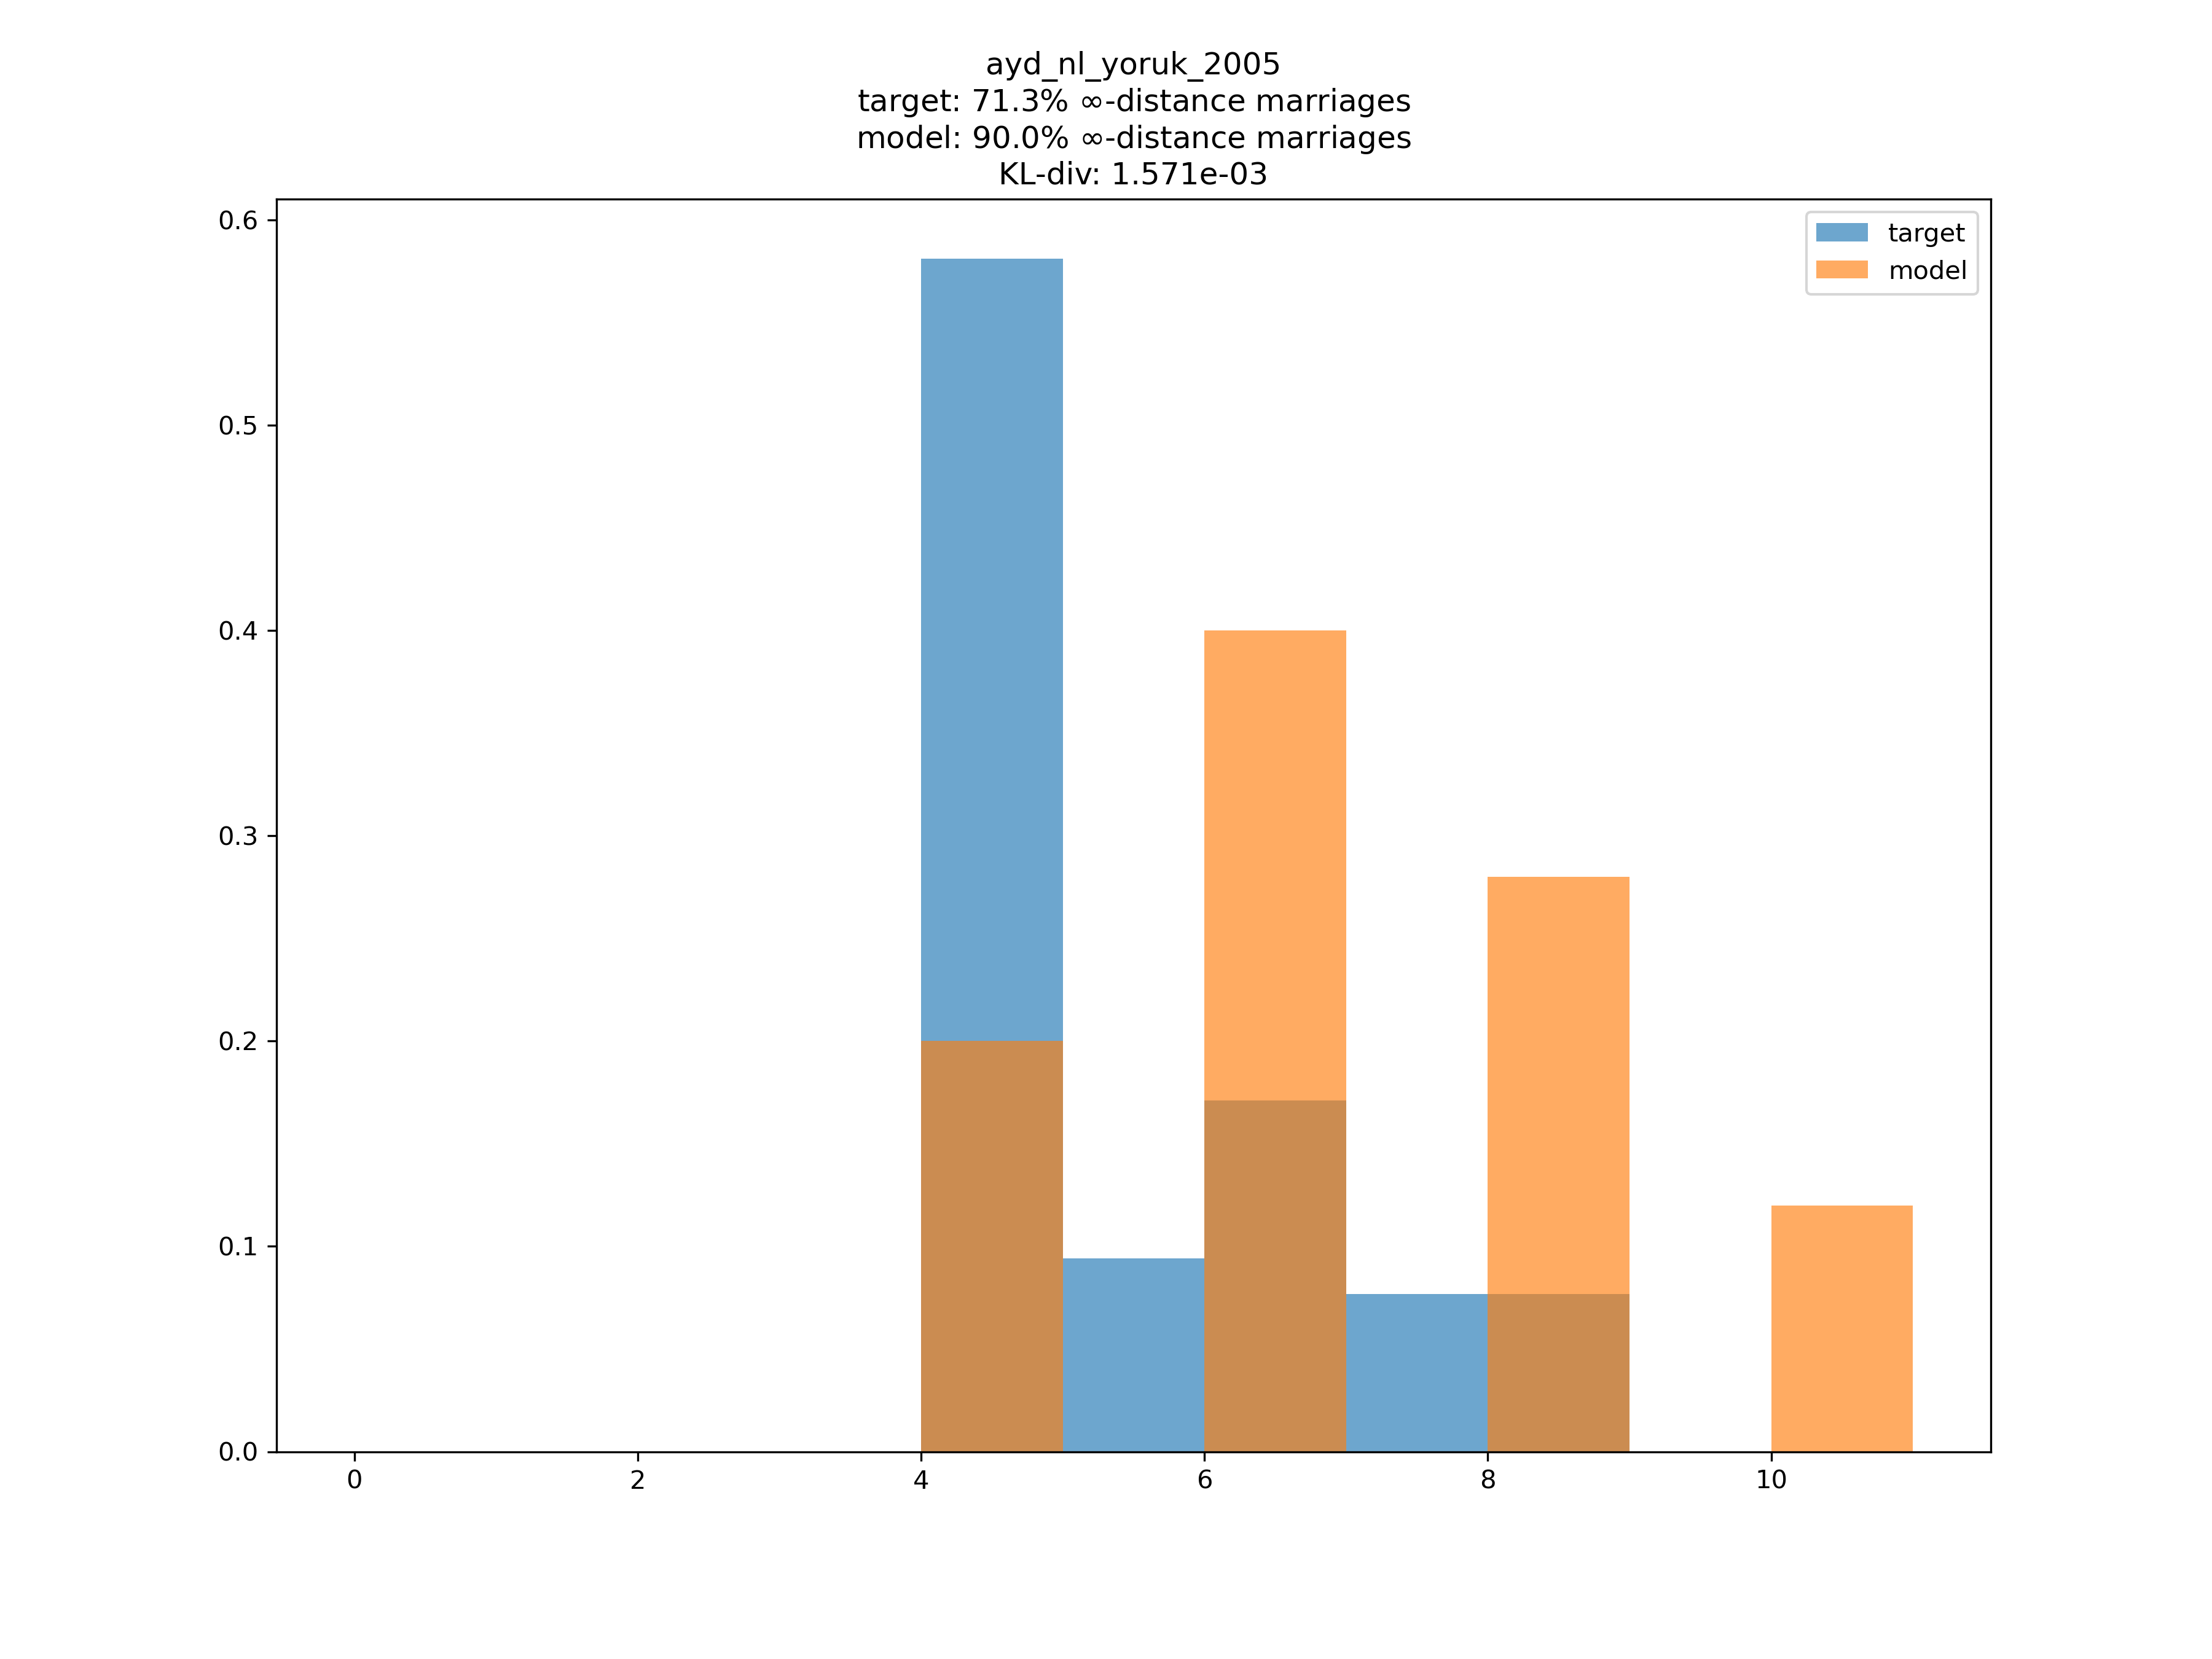 ayd_nl_yoruk_2005
target: 71.3% ∞-distance marriages
model: 90.0% ∞-distance marriages
KL-div: 1.571e-03
target
model
0.6
0.5
0.4
0.3
0.2
0.1
0.0
0 2 4 6 8 10